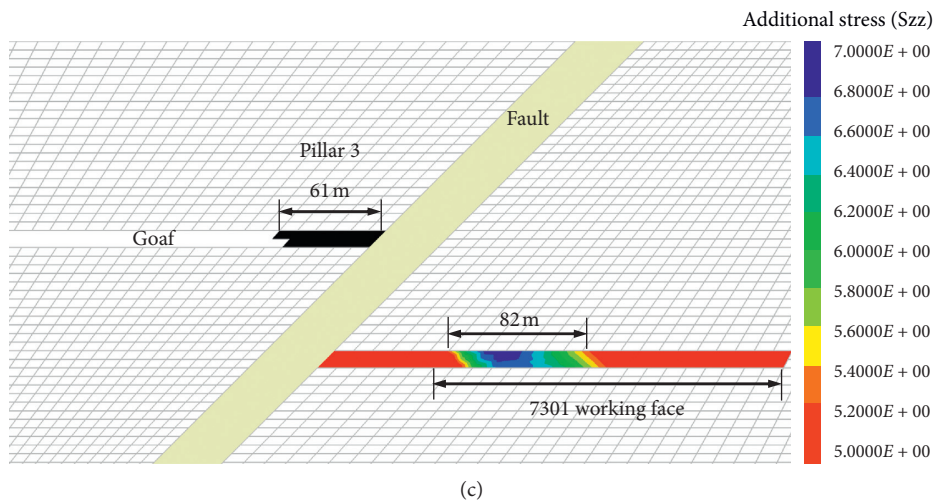 Additional stress (Szz)
7.0000E + 00
6.8000E + 00
6.6000E + 00
6.4000E + 00
6.2000E + 00
6.0000E + 00
5.8000E + 00
5.6000E + 00
5.4000E + 00
5.2000E + 00
5.0000E + 00
Fault
Pillar 3
61 m
Goaf
82 m
7301 working face
(c)